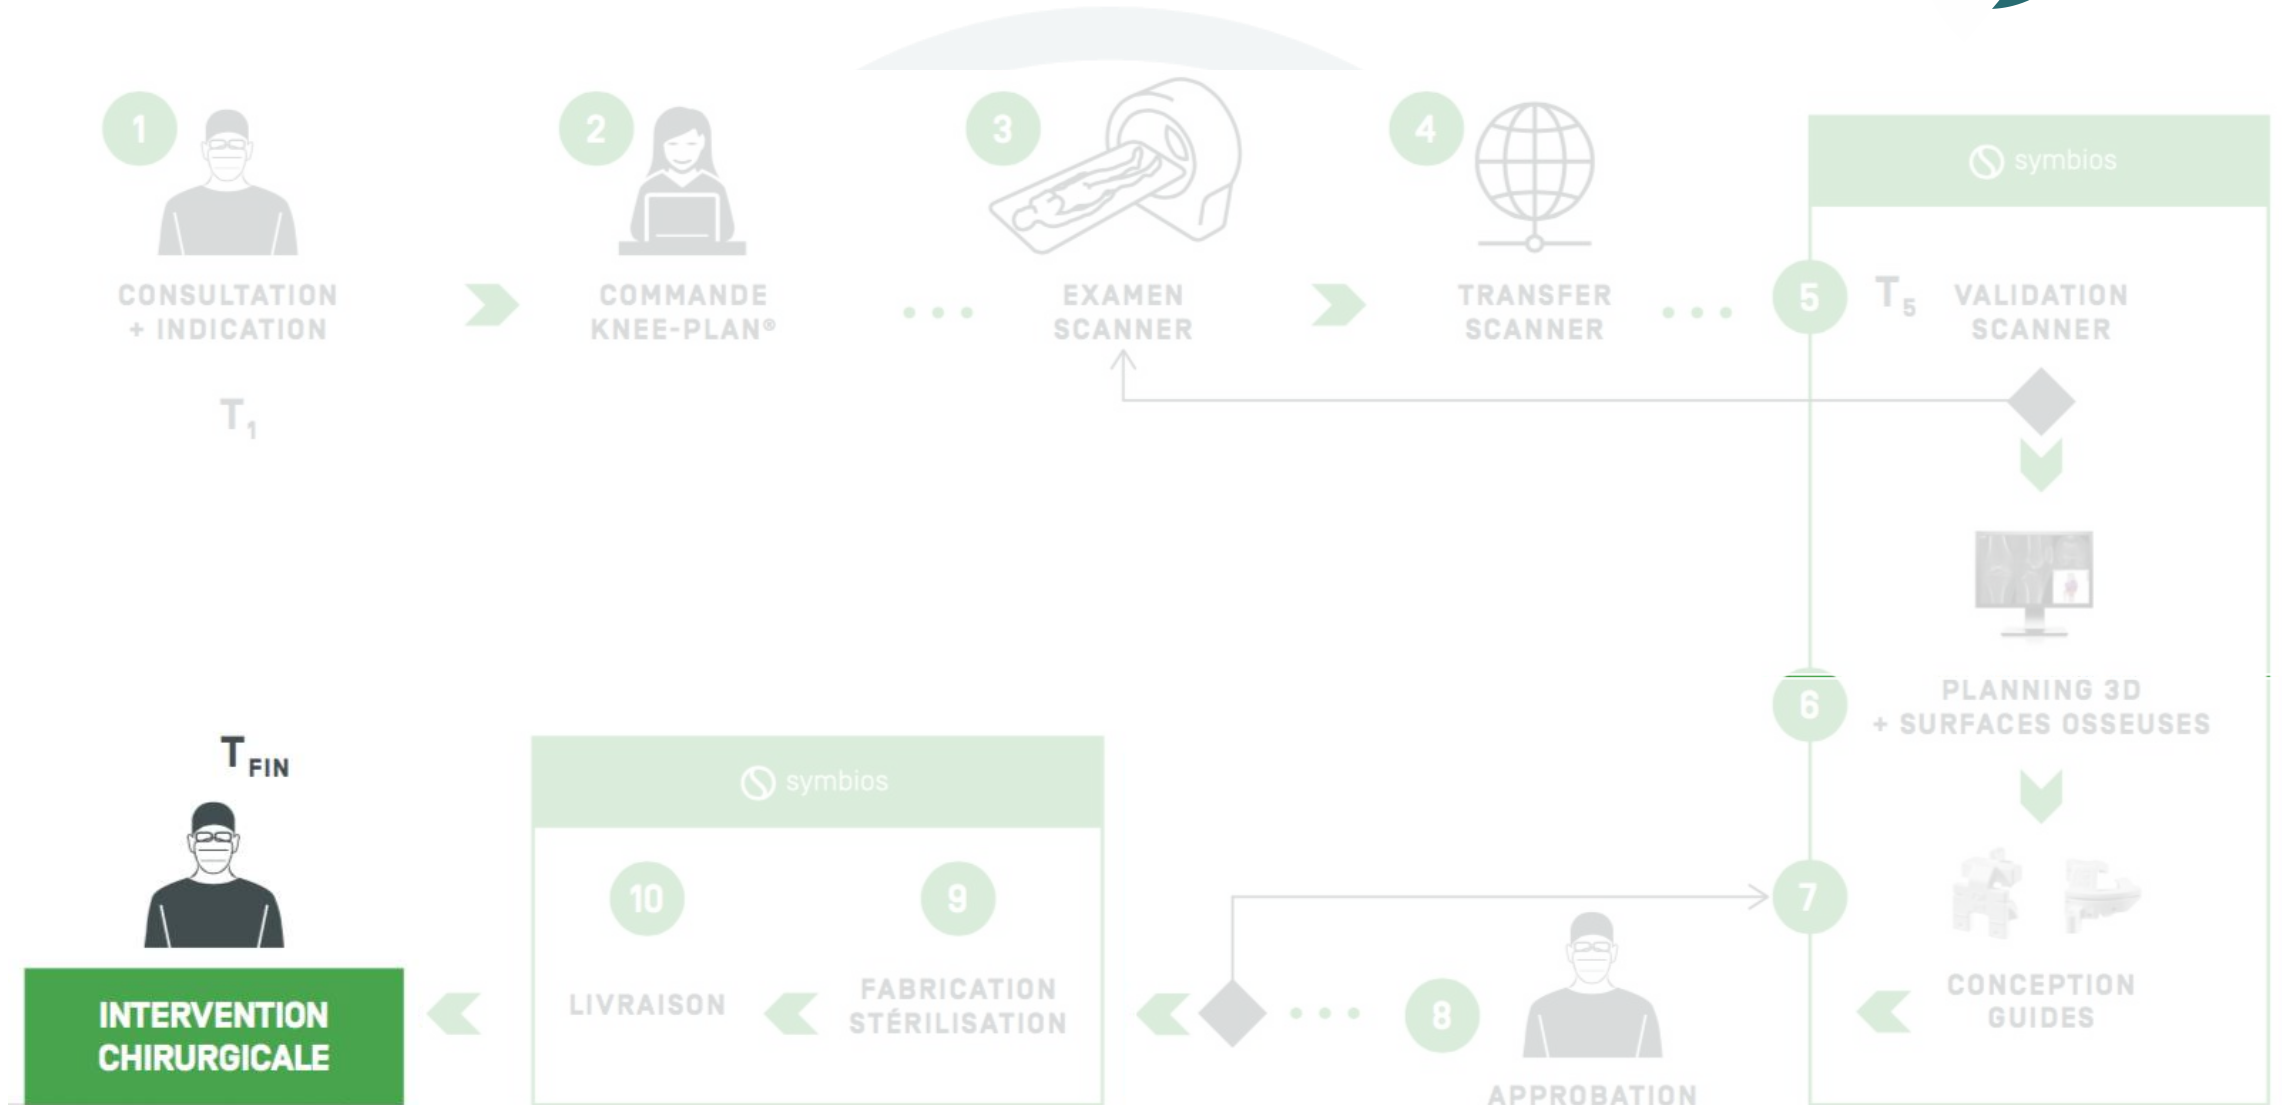 1
2
3
4
symbios
CONSULTATION
+ INDICATION
COMMANDE
KNEE-PLAN®
EXAMEN
SCANNER
TRANSFER
SCANNER
5
T5
VALIDATION
SCANNER
T1
6
PLANNING 3D
+ SURFACES OSSEUSES
7
CONCEPTION
GUIDES
8
APPROBATION
symbios
9
FABRICATION
STÉRILISATION
10
LIVRAISON
TFIN
INTERVENTION
CHIRURGICALE